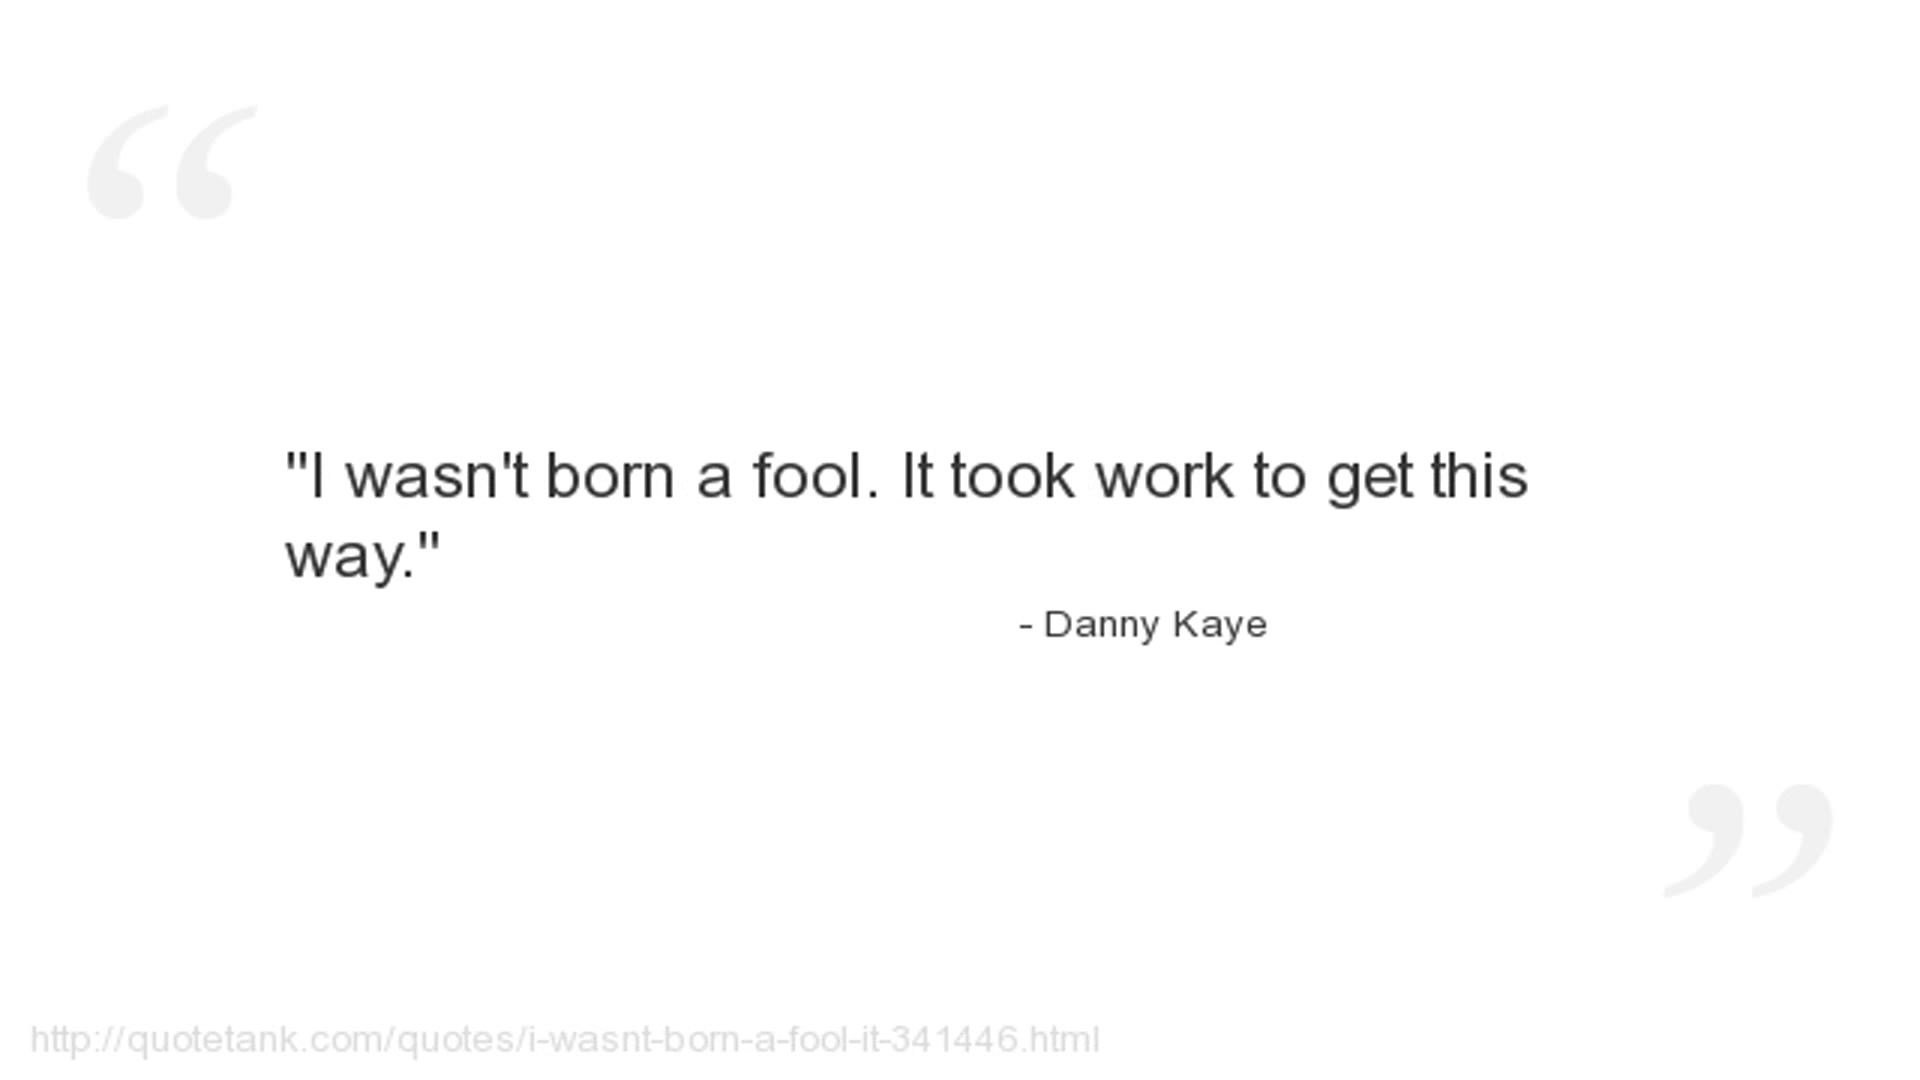 "I wasn't born a fool. It took work to get this
way."
- Danny Kaye
http://quotetank.com/quotes/i-wasnt-born-a-fool-it-341446.html